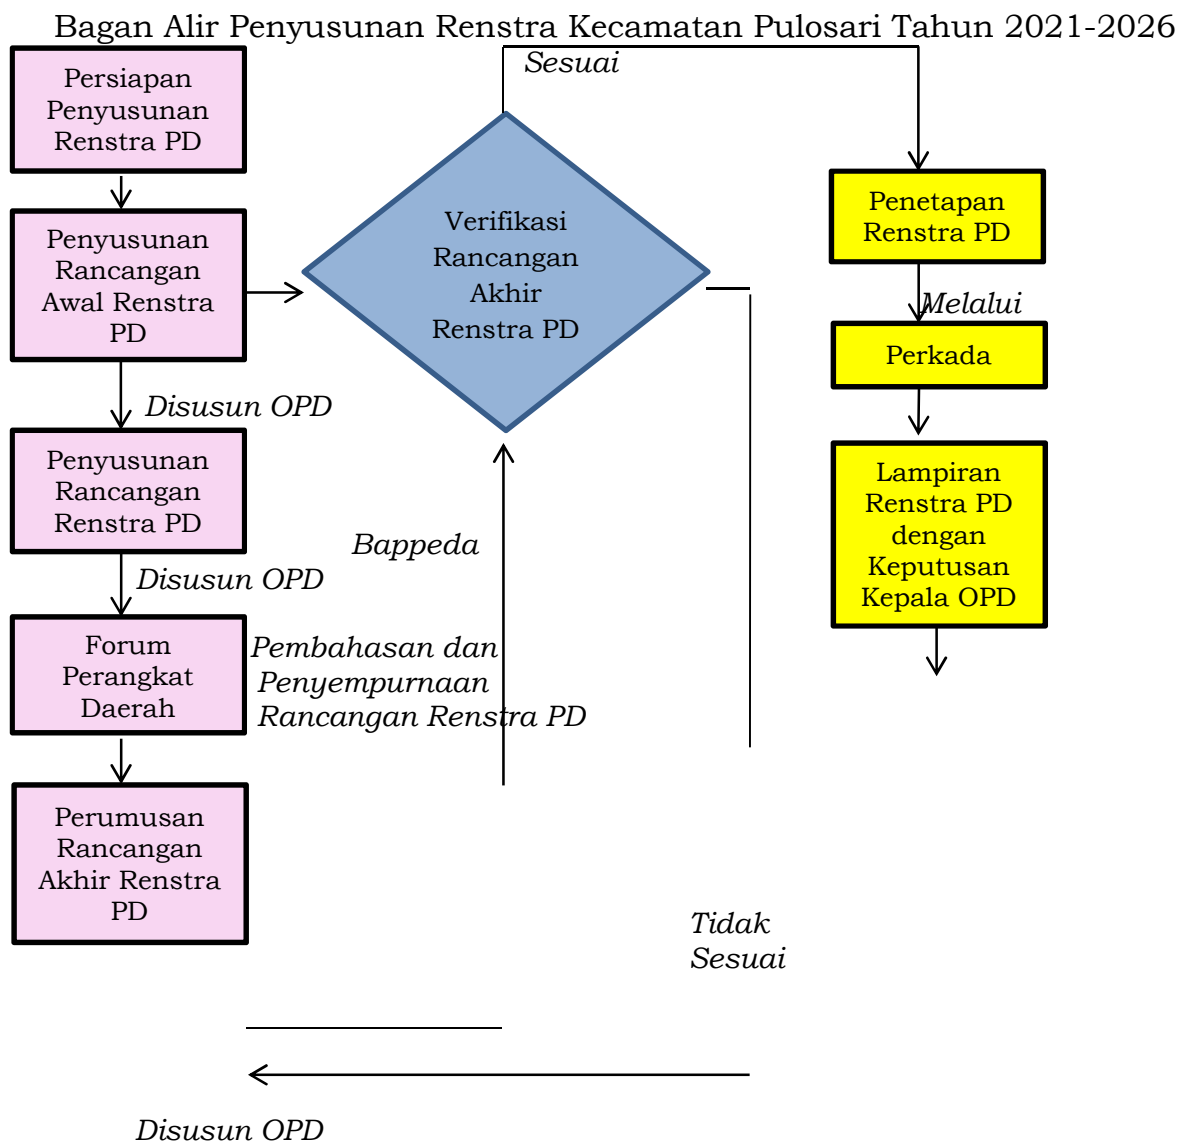 Bagan Alir Penyusunan Renstra Kecamatan Pulosari Tahun 2021-2026
Persiapan
Penyusunan
Renstra PD
Penyusunan
Rancangan
Awal Renstra
PD
Disusun OPD
Penyusunan
Rancangan
Renstra PD
Disusun OPD
Forum
Perangkat
Daerah
Pembahasan dan
Penyempurnaan
Rancangan Renstra PD
Perumusan
Rancangan
Akhir Renstra
PD
Disusun OPD
Bappeda
Verifikasi
Rancangan
Akhir
Renstra PD
Sesuai
Tidak
Sesuai
Penetapan
Renstra PD
Melalui
Perkada
Lampiran
Renstra PD
dengan
Keputusan
Kepala OPD